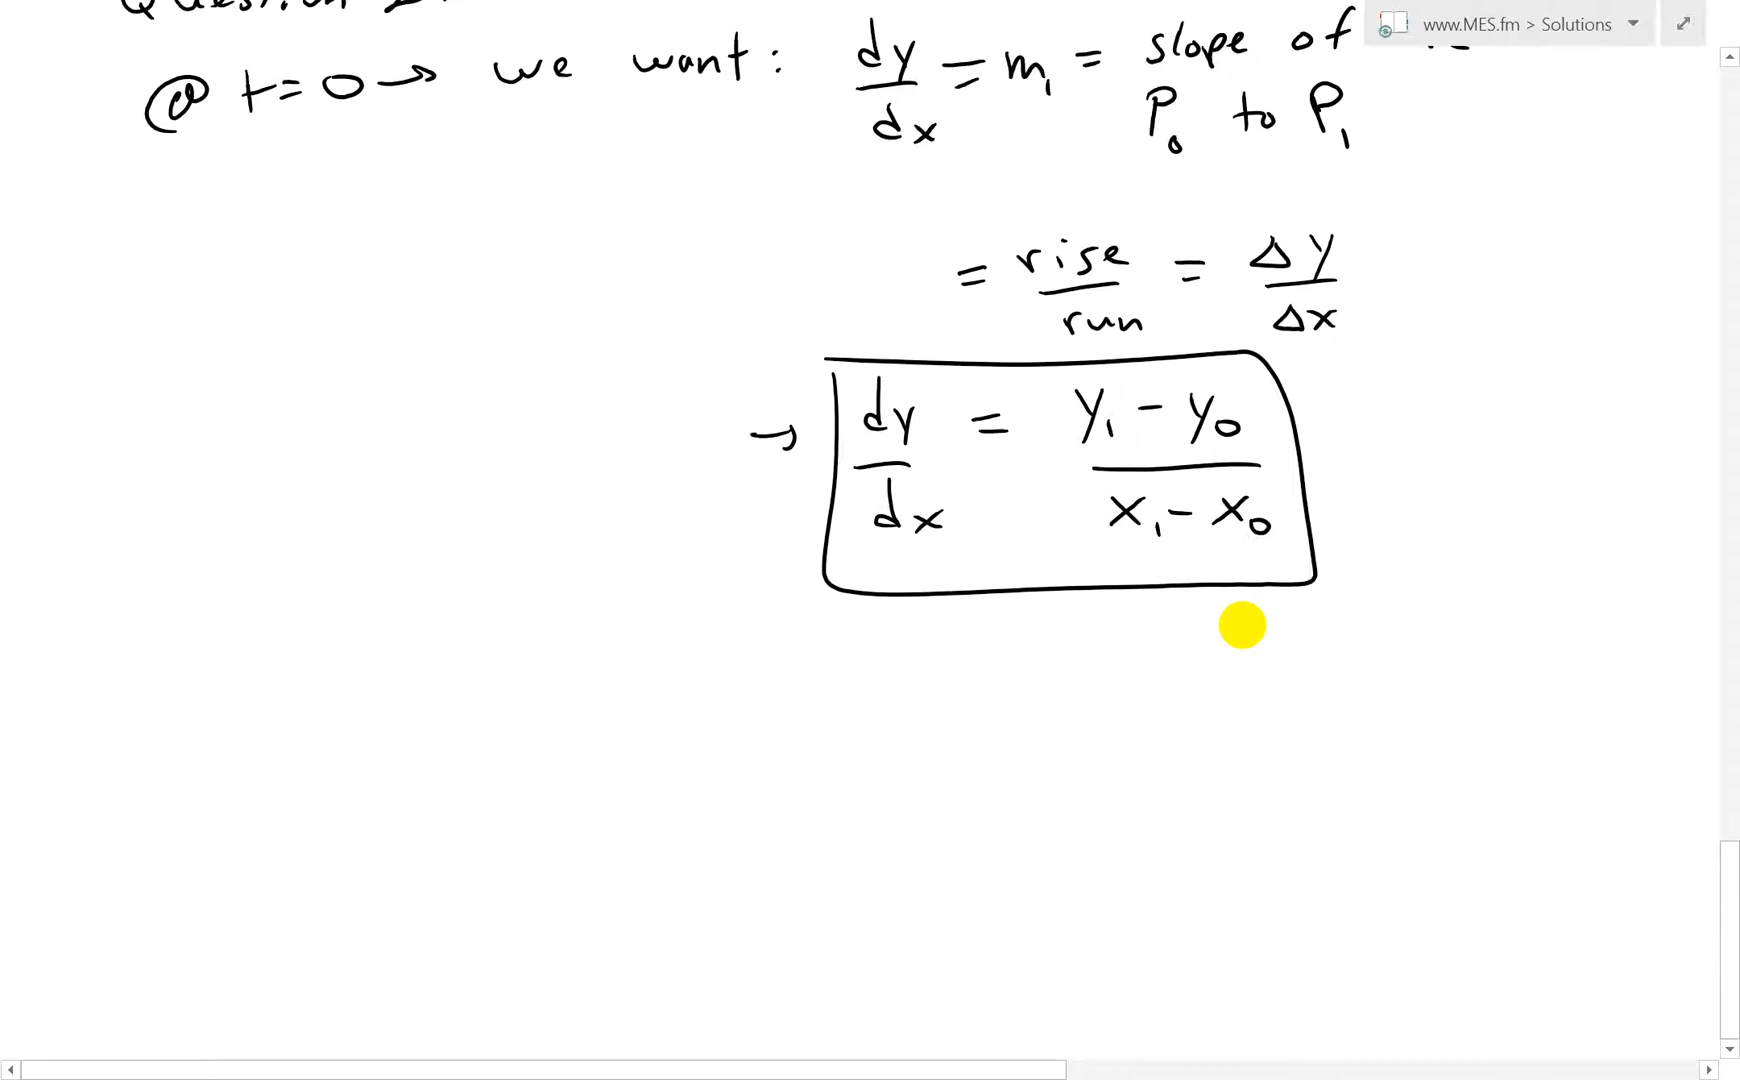 www.MES.fm > Solutions
@ t = 0 → we want: dy/dx = m₁ = slope of
P₀ to P₁
= rise/run = Δy/Δx
→ dy/dx = (y₁ - y₀)/(x₁ - x₀)